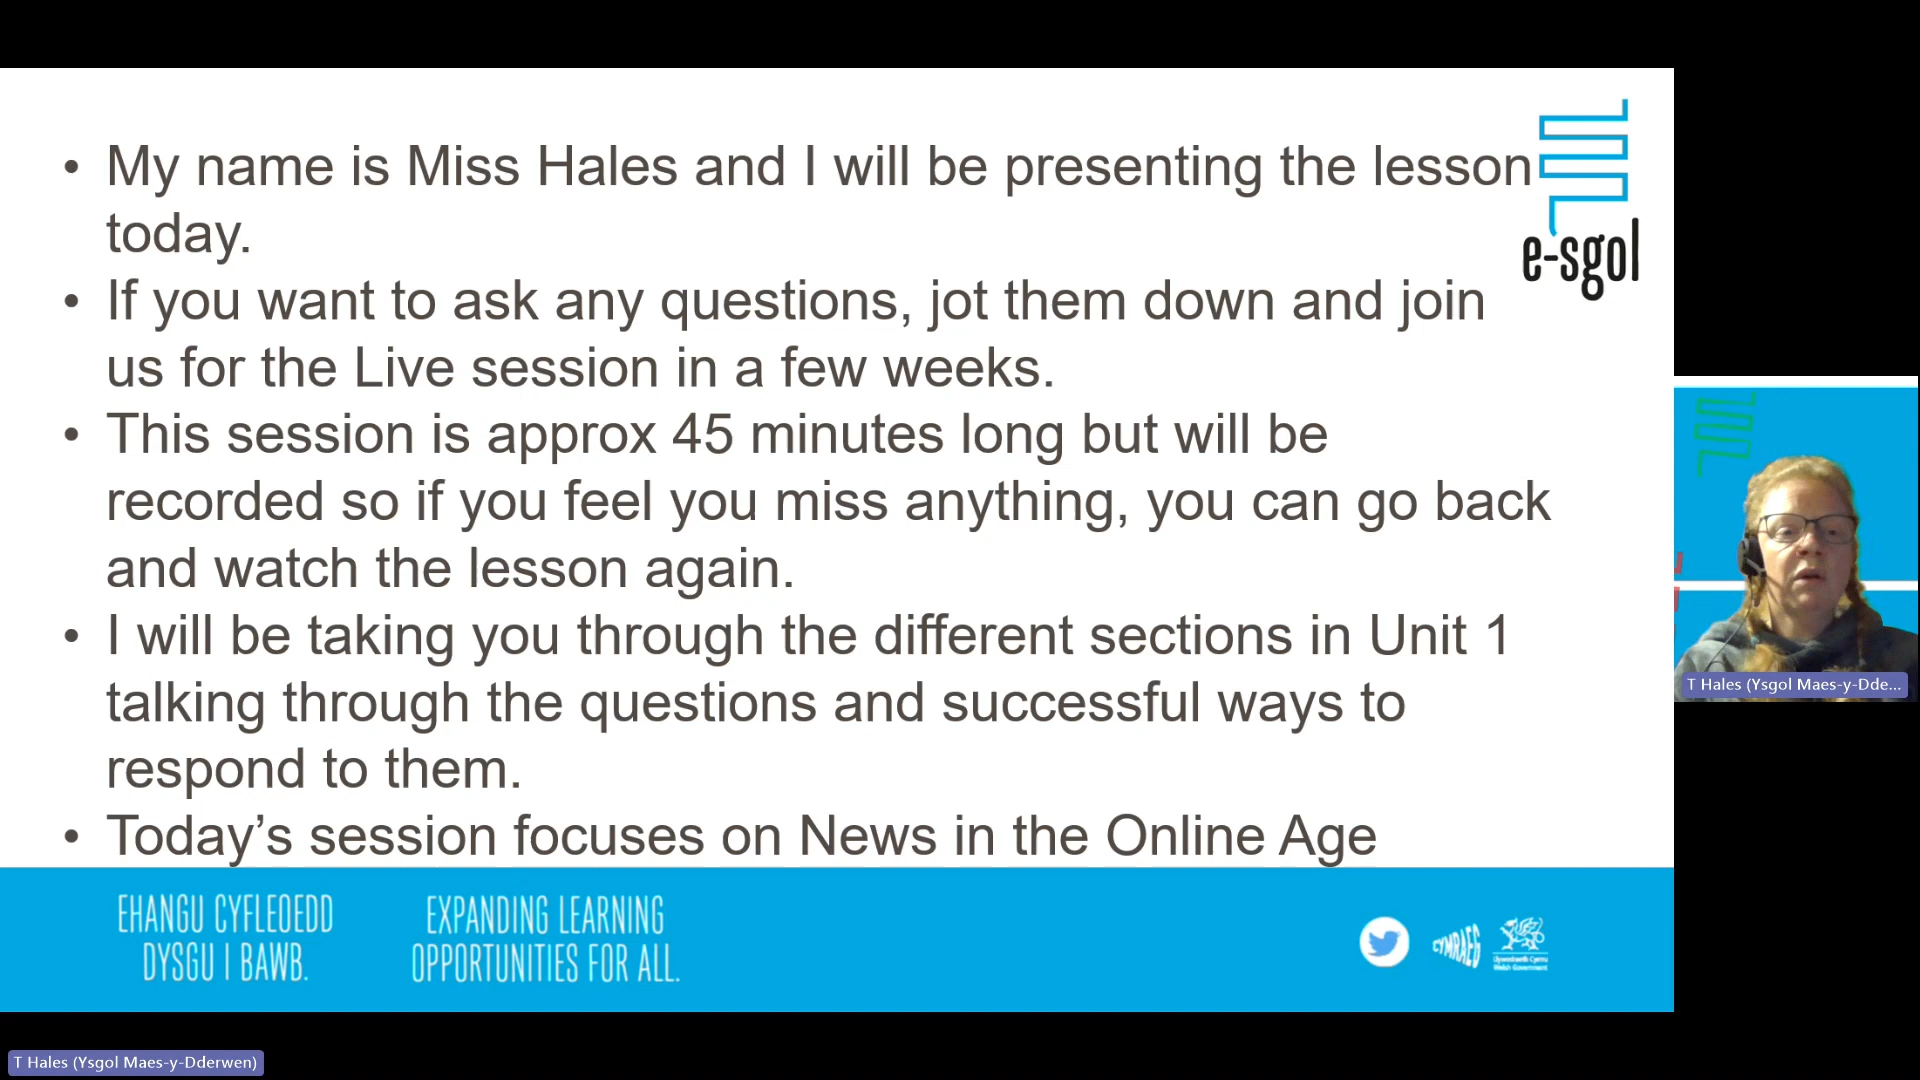 • My name is Miss Hales and I will be presenting the lesson
today.
• If you want to ask any questions, jot them down and join
us for the Live session in a few weeks.
• This session is approx 45 minutes long but will be
recorded so if you feel you miss anything, you can go back
and watch the lesson again.
• I will be taking you through the different sections in Unit 1
talking through the questions and successful ways to
respond to them.
• Today’s session focuses on News in the Online Age
e-sgol
EHANGU CYFLEOEDD
DYSGU I BAWB.
EXPANDING LEARNING
OPPORTUNITIES FOR ALL.
CYMRAEG
Llywodraeth Cymru
Welsh Government
T Hales (Ysgol Maes-y-Dde...
T Hales (Ysgol Maes-y-Dderwen)